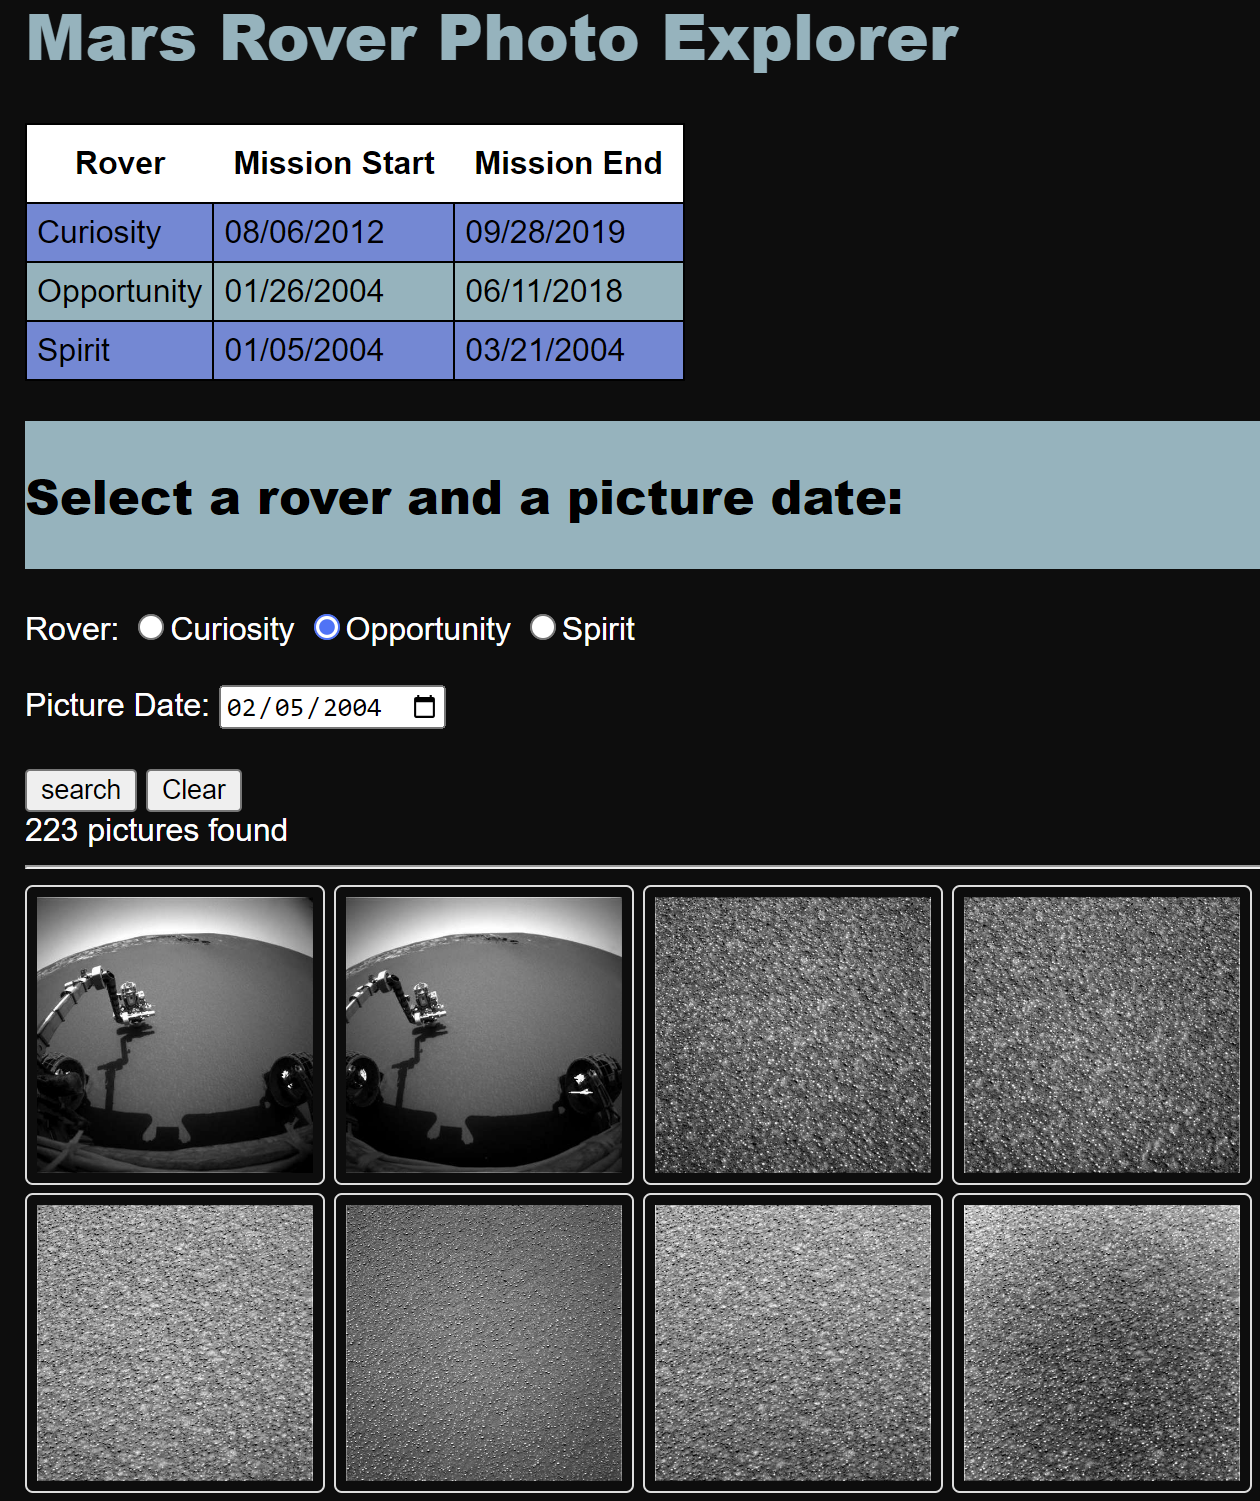 Mars Rover Photo Explorer
Rover Mission Start Mission End
Curiosity 08/06/2012 09/28/2019
Opportunity 01/26/2004 06/11/2018
Spirit 01/05/2004 03/21/2004
Select a rover and a picture date:
Rover: Curiosity Opportunity Spirit
Picture Date: 02/05/2004
search Clear
223 pictures found